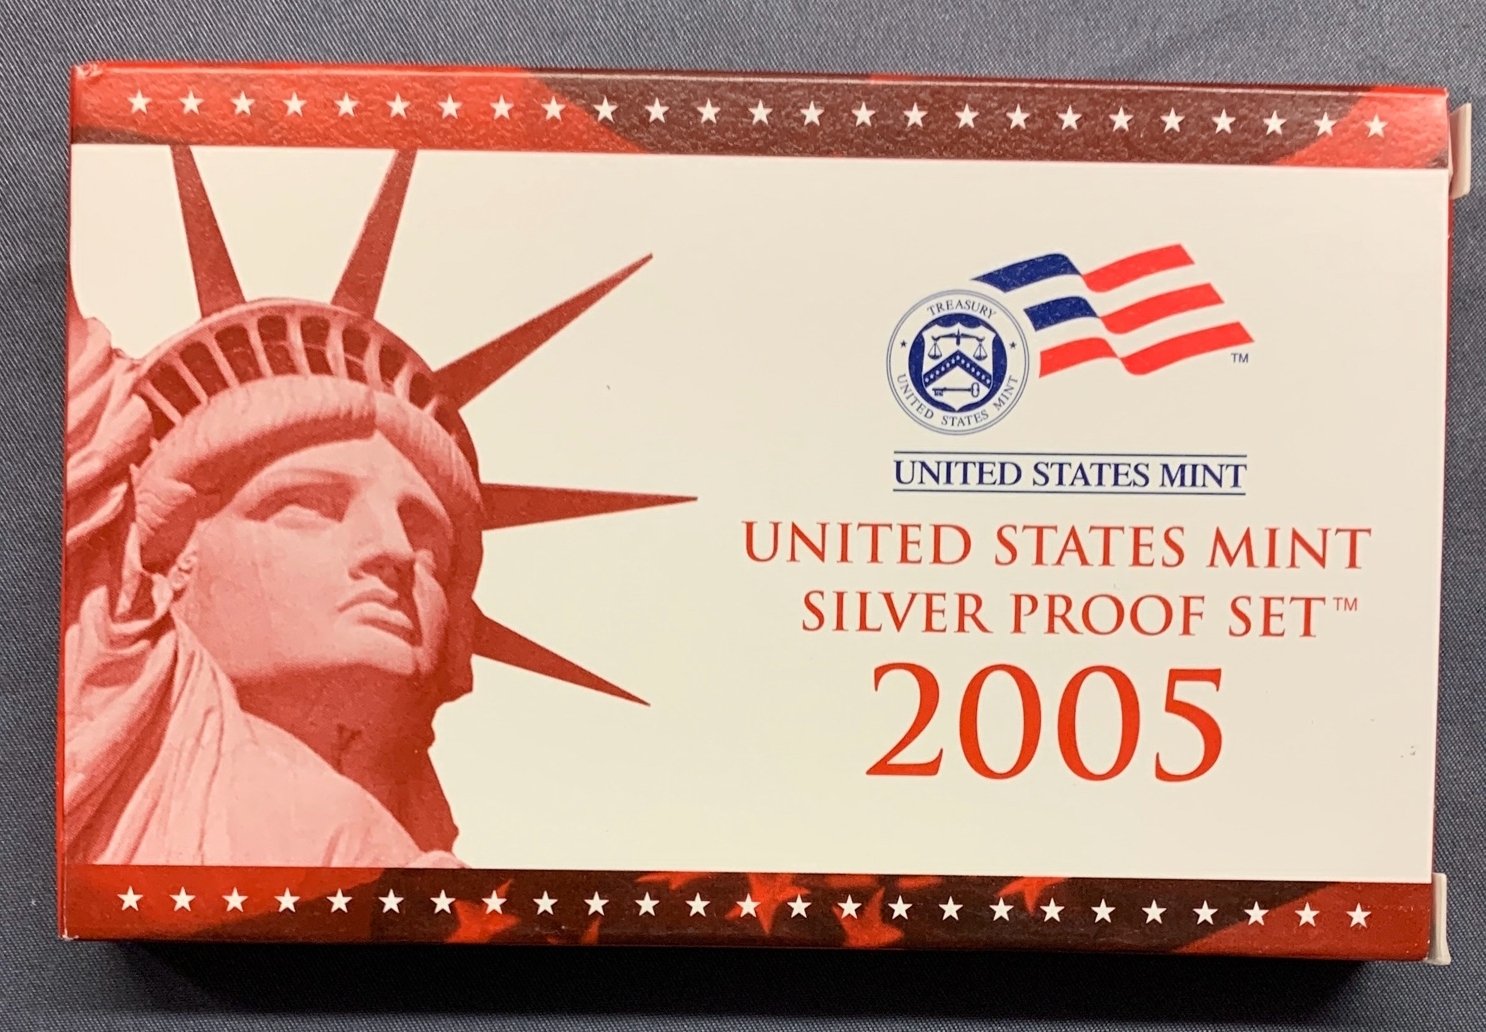 TREASURY
UNITED STATES MINT
TM
UNITED STATES MINT
UNITED STATES MINT
SILVER PROOF SET™
2005